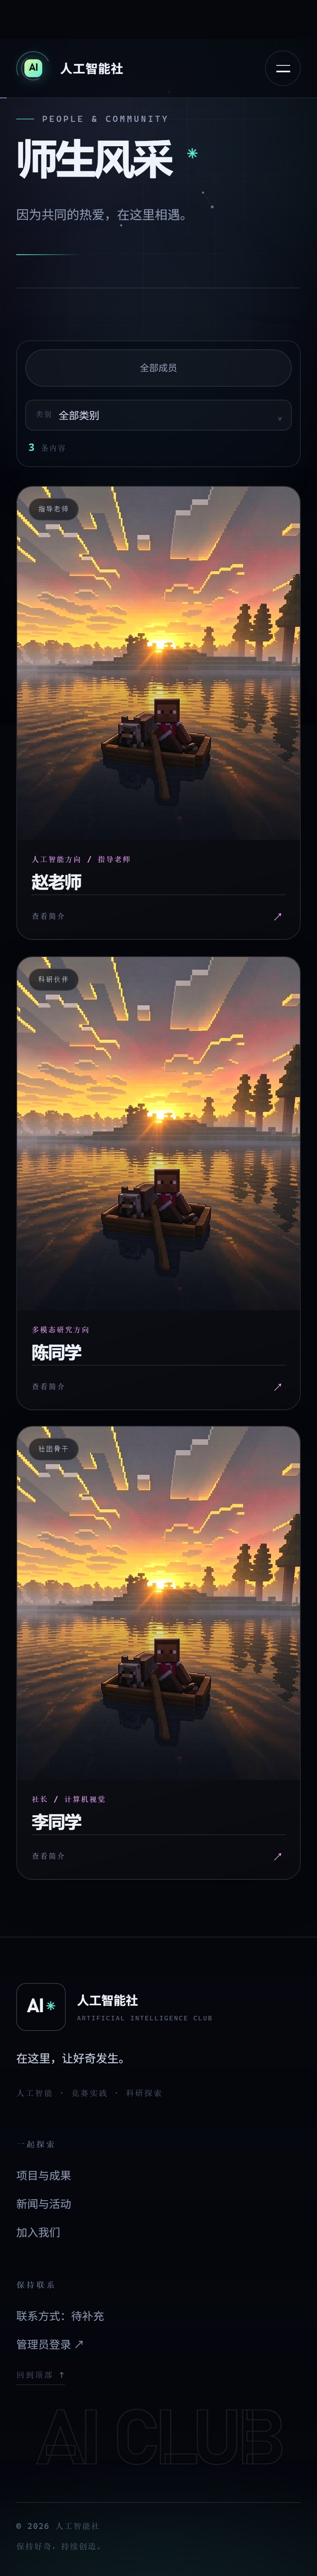 AI 人工智能社
PEOPLE & COMMUNITY
师生风采
因为共同的热爱，在这里相遇。
全部成员
类别 全部类别
3 条内容
指导老师
人工智能方向 / 指导老师
赵老师
查看简介 ↗
科研伙伴
多模态研究方向
陈同学
查看简介 ↗
社团骨干
社长 / 计算机视觉
李同学
查看简介 ↗
AI 人工智能社
ARTIFICIAL INTELLIGENCE CLUB
在这里，让好奇发生。
人工智能 · 竞赛实践 · 科研探索
一起探索
项目与成果
新闻与活动
加入我们
保持联系
联系方式：待补充
管理员登录 ↗
回到顶部 ↑
AI CLUB
© 2026 人工智能社
保持好奇，持续创造。